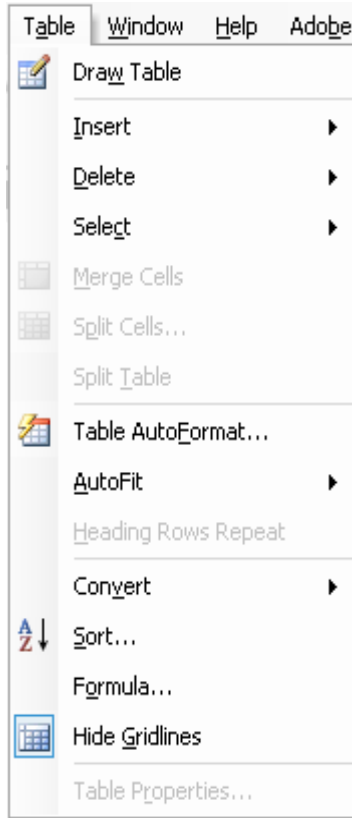 Table Window Help Adobe
Draw Table
Insert
Delete
Select
Merge Cells
Split Cells...
Split Table
Table AutoFormat...
AutoFit
Heading Rows Repeat
Convert
Sort...
Formula...
Hide Gridlines
Table Properties...